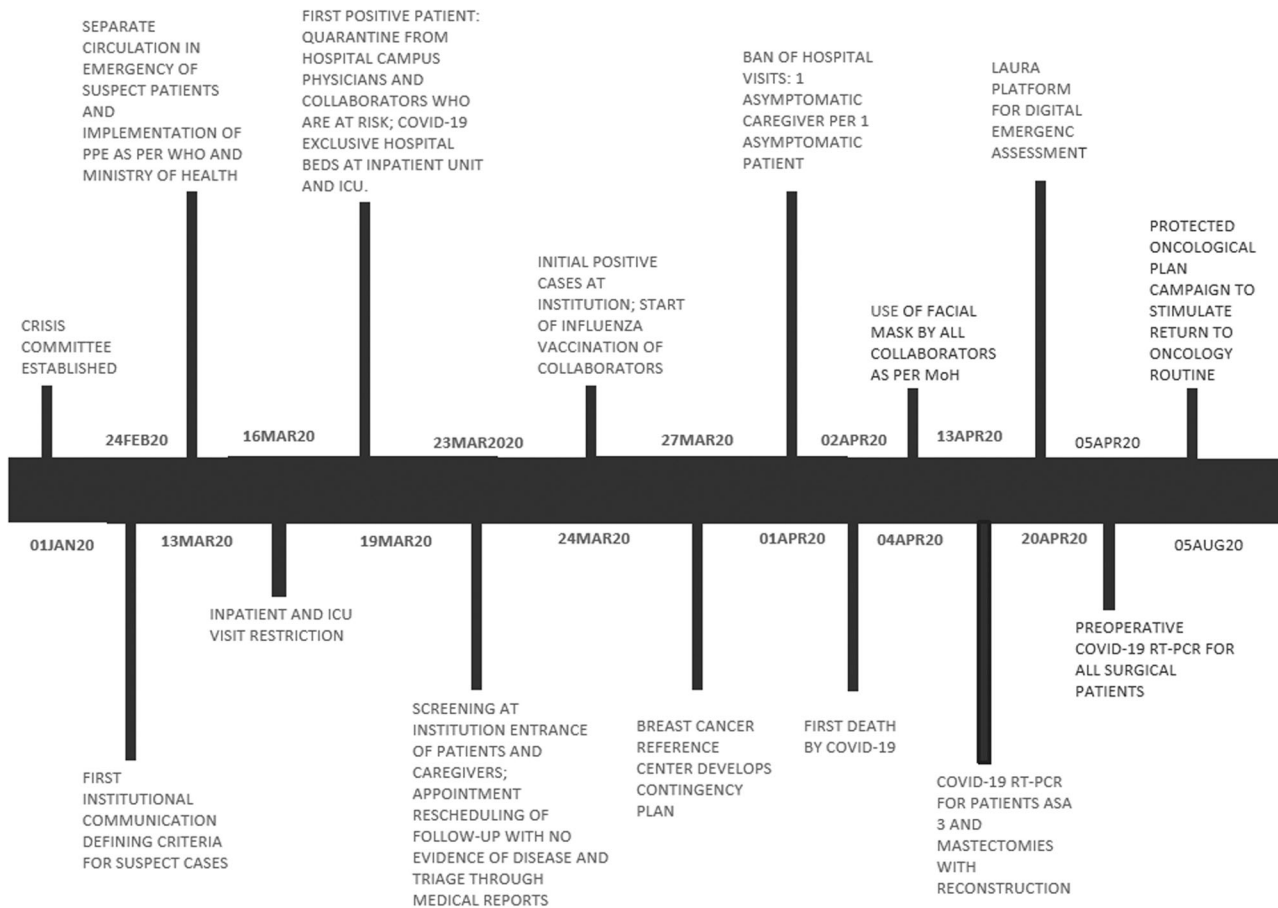 SEPARATE
CIRCULATION IN
EMERGENCY OF
SUSPECT PATIENTS
AND
IMPLEMENTATION OF
PPE AS PER WHO AND
MINISTRY OF HEALTH
FIRST POSITIVE PATIENT:
QUARANTINE FROM
HOSPITAL CAMPUS
PHYSICIANS AND
COLLABORATORS WHO
ARE AT RISK; COVID-19
EXCLUSIVE HOSPITAL
BEDS AT INPATIENT UNIT
AND ICU.
BAN OF HOSPITAL
VISITS: 1
ASYMPTOMATIC
CAREGIVER PER 1
ASYMPTOMATIC
PATIENT
LAURA
PLATFORM
FOR DIGITAL
EMERGENC
ASSESSMENT
CRISIS
COMMITTEE
ESTABLISHED
INITIAL POSITIVE
CASES AT
INSTITUTION; START
OF INFLUENZA
VACCINATION OF
COLLABORATORS
USE OF FACIAL
MASK BY ALL
COLLABORATORS
AS PER MoH
PROTECTED
ONCOLOGICAL
PLAN
CAMPAIGN TO
STIMULATE
RETURN TO
ONCOLOGY
ROUTINE
24FEB20
16MAR20
23MAR2020
27MAR20
02APR20
13APR20
05APR20
01JAN20
13MAR20
19MAR20
24MAR20
01APR20
04APR20
20APR20
05AUG20
FIRST
INSTITUTIONAL
COMMUNICATION
DEFINING CRITERIA
FOR SUSPECT CASES
INPATIENT AND ICU
VISIT RESTRICTION
SCREENING AT
INSTITUTION ENTRANCE
OF PATIENTS AND
CAREGIVERS;
APPOINTMENT
RESCHEDULING OF
FOLLOW-UP WITH NO
EVIDENCE OF DISEASE AND
TRIAGE THROUGH
MEDICAL REPORTS
BREAST CANCER
REFERENCE
CENTER DEVELOPS
CONTINGENCY
PLAN
FIRST DEATH
BY COVID-19
COVID-19 RT-PCR
FOR PATIENTS ASA
3 AND
MASTECTOMIES
WITH
RECONSTRUCTION
PREOPERATIVE
COVID-19 RT-PCR FOR
ALL SURGICAL
PATIENTS